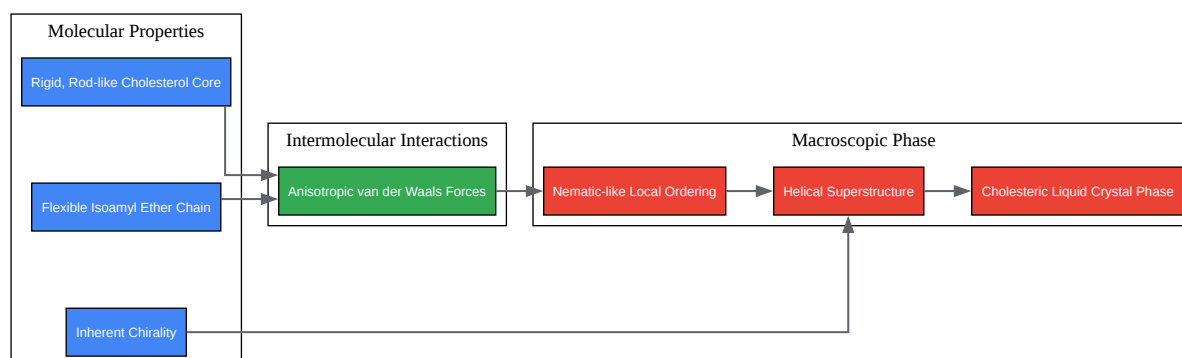 Molecular Properties
Rigid, Rod-like Cholesterol Core
Flexible Isoamyl Ether Chain
Inherent Chirality
Intermolecular Interactions
Anisotropic van der Waals Forces
Macroscopic Phase
Nematic-like Local Ordering
Helical Superstructure
Cholesteric Liquid Crystal Phase